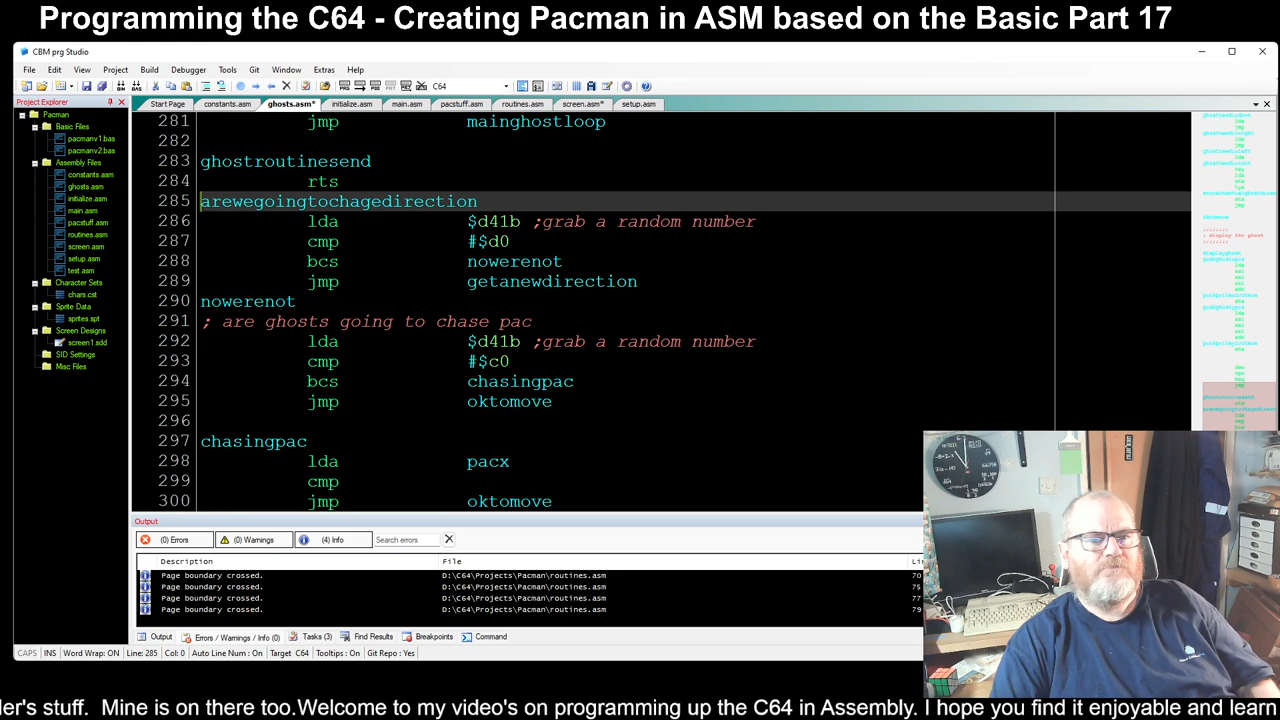 Programming the C64 - Creating Pacman in ASM based on the Basic Part 17
CBM prg Studio
File Edit View Project Build Debugger Tools Git Window Extras Help
C64
Project Explorer
Start Page constants.asm ghosts.asm* initialize.asm main.asm pacstuff.asm routines.asm screen.asm* setup.asm
Pacman
Basic Files
pacmanv1.bas
pacmanv2.bas
Assembly Files
constants.asm
ghosts.asm
initialize.asm
main.asm
pacstuff.asm
routines.asm
screen.asm
setup.asm
test.asm
Character Sets
chars.cst
Sprite Data
sprites.spt
Screen Designs
screen1.sdd
SID Settings
Misc Files
281 jmp mainghostloop
282
283 ghostroutinesend
284 rts
285 arewegoingtochagedirection
286 lda $d41b ;grab a random number
287 cmp #$d0
288 bcs nowerenot
289 jmp getanewdirection
290 nowerenot
291 ; are ghosts going to chase pac
292 lda $d41b ;grab a random number
293 cmp #$c0
294 bcs chasingpac
295 jmp oktomove
296
297 chasingpac
298 lda pacx
299 cmp
300 jmp oktomove
Output
(0) Errors (0) Warnings (4) Info Search errors
Description File
Page boundary crossed. D:\C64\Projects\Pacman\routines.asm 70
Page boundary crossed. D:\C64\Projects\Pacman\routines.asm 75
Page boundary crossed. D:\C64\Projects\Pacman\routines.asm 77
Page boundary crossed. D:\C64\Projects\Pacman\routines.asm 79
Output Errors / Warnings / Info (0) Tasks (3) Find Results Breakpoints Command
CAPS INS Word Wrap: ON Line: 285 Col: 0 Auto Line Num : On Target C64 Tooltips : On Git Repo : Yes
ler's stuff. Mine is on there too.Welcome to my video's on programming up the C64 in Assembly. I hope you find it enjoyable and learn